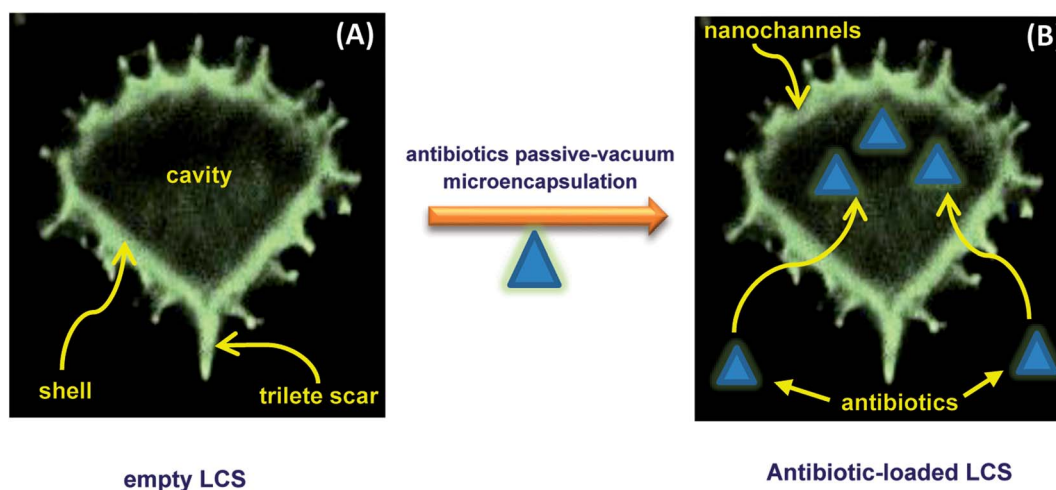 (A)
cavity
shell
trilete scar
empty LCS
antibiotics passive-vacuum
microencapsulation
nanochannels
(B)
antibiotics
Antibiotic-loaded LCS